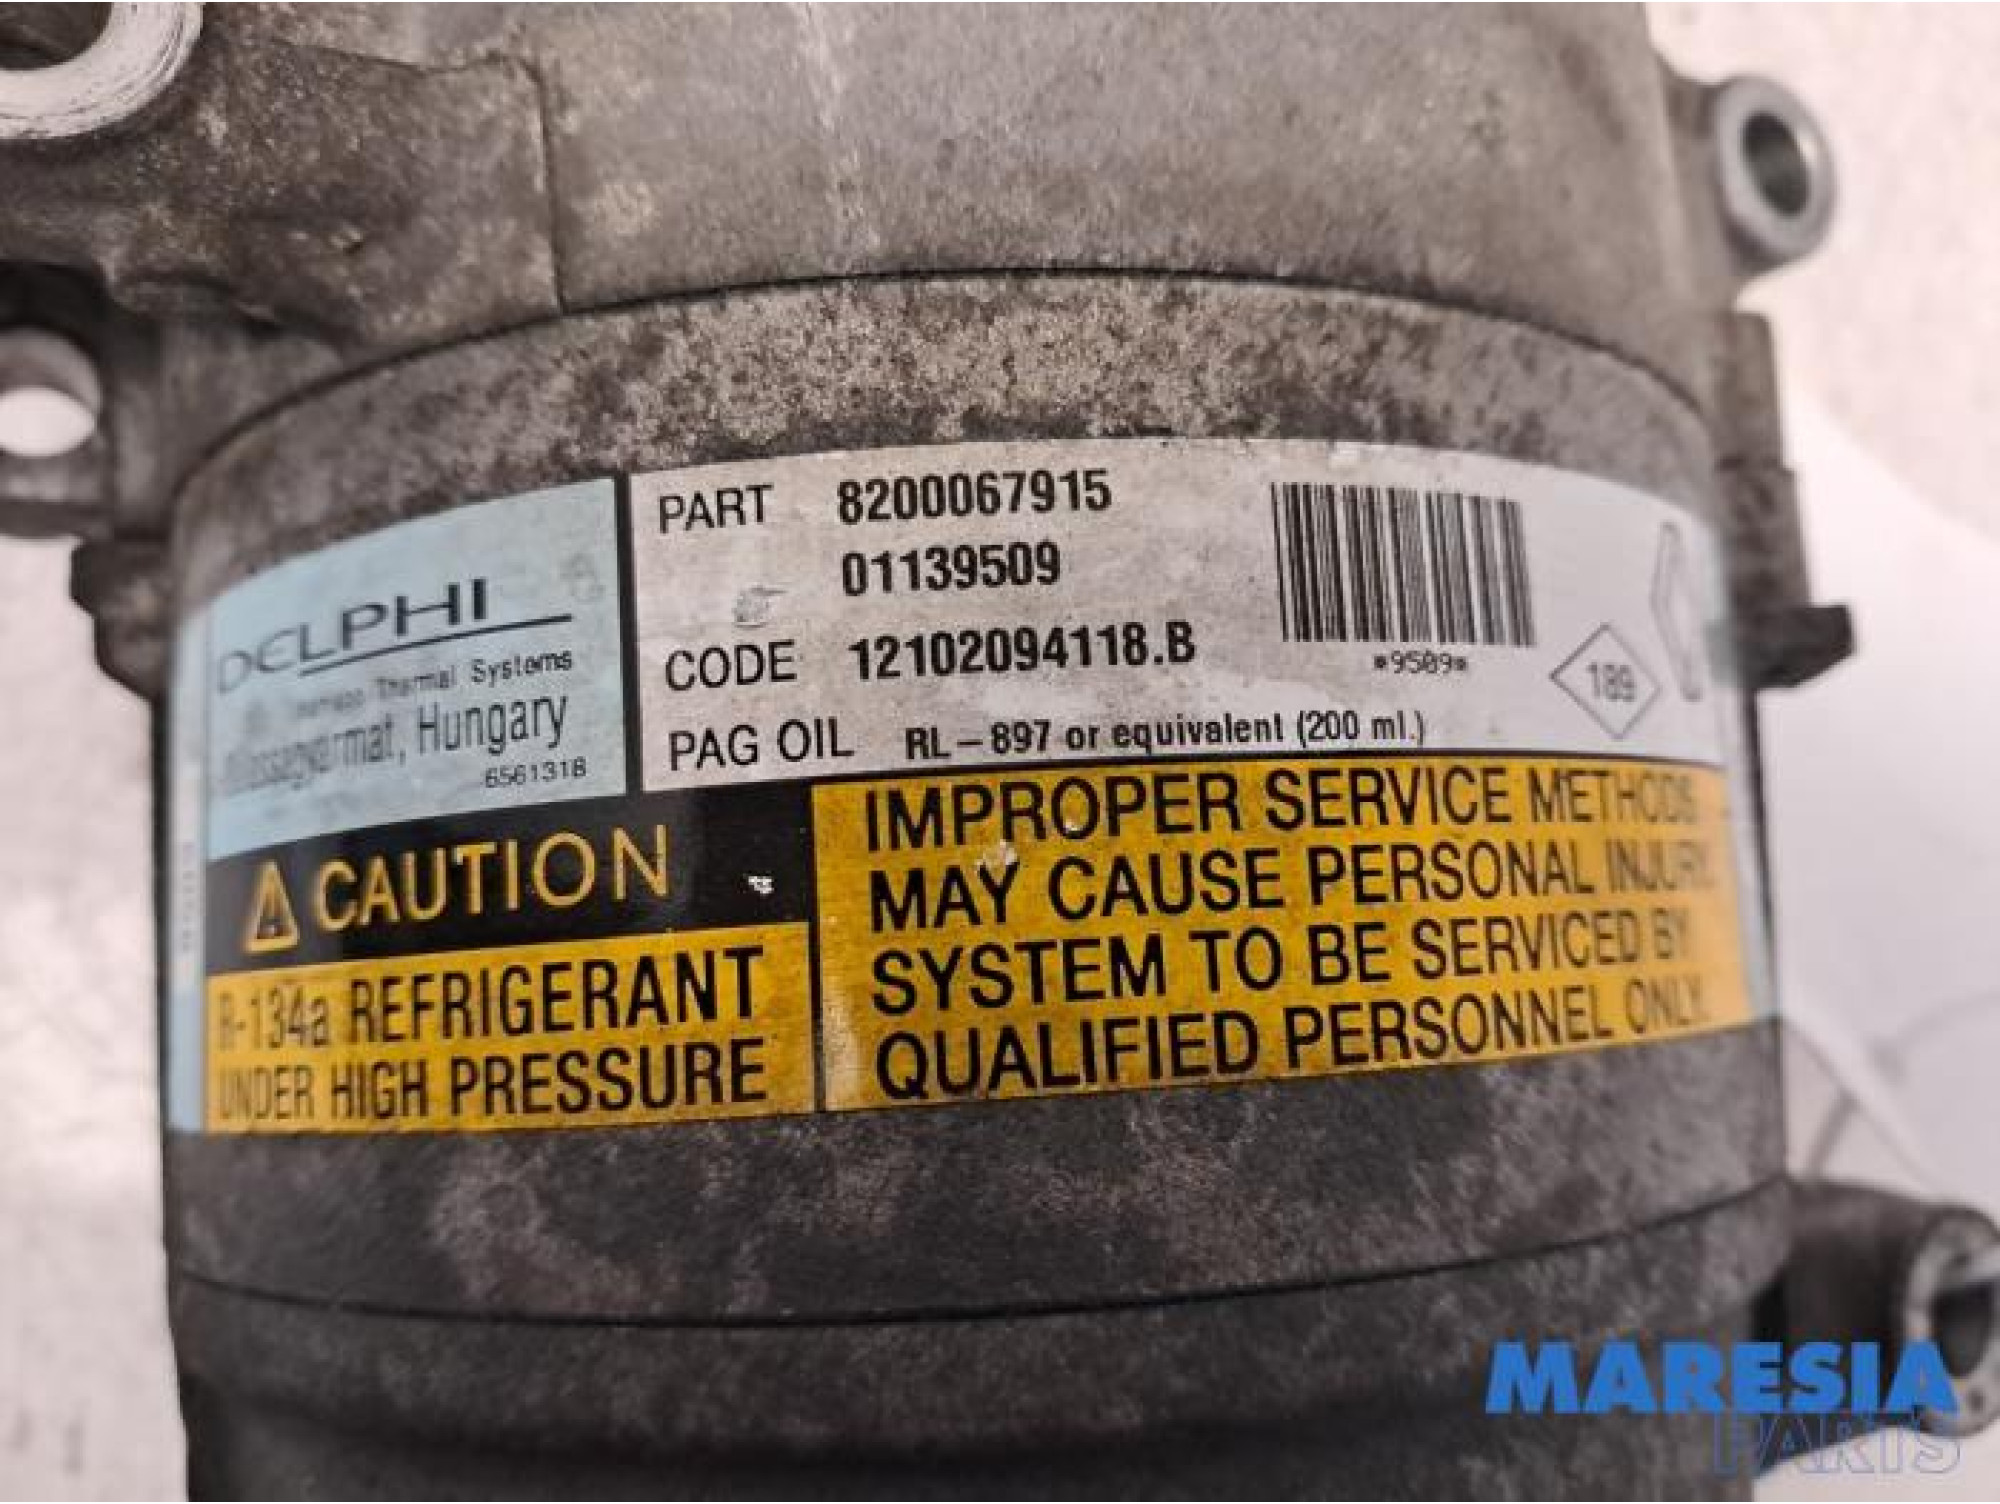 DELPHI
Thermal Systems
Hungary
6561318
PART 8200067915
01139509
CODE 12102094118.B
PAG OIL RL-897 or equivalent (200 ml.)
*9509*
189
CAUTION
R-134a REFRIGERANT
UNDER HIGH PRESSURE
IMPROPER SERVICE METHODS
MAY CAUSE PERSONAL INJURY.
SYSTEM TO BE SERVICED BY
QUALIFIED PERSONNEL ONLY.
MARESIA
PARTS